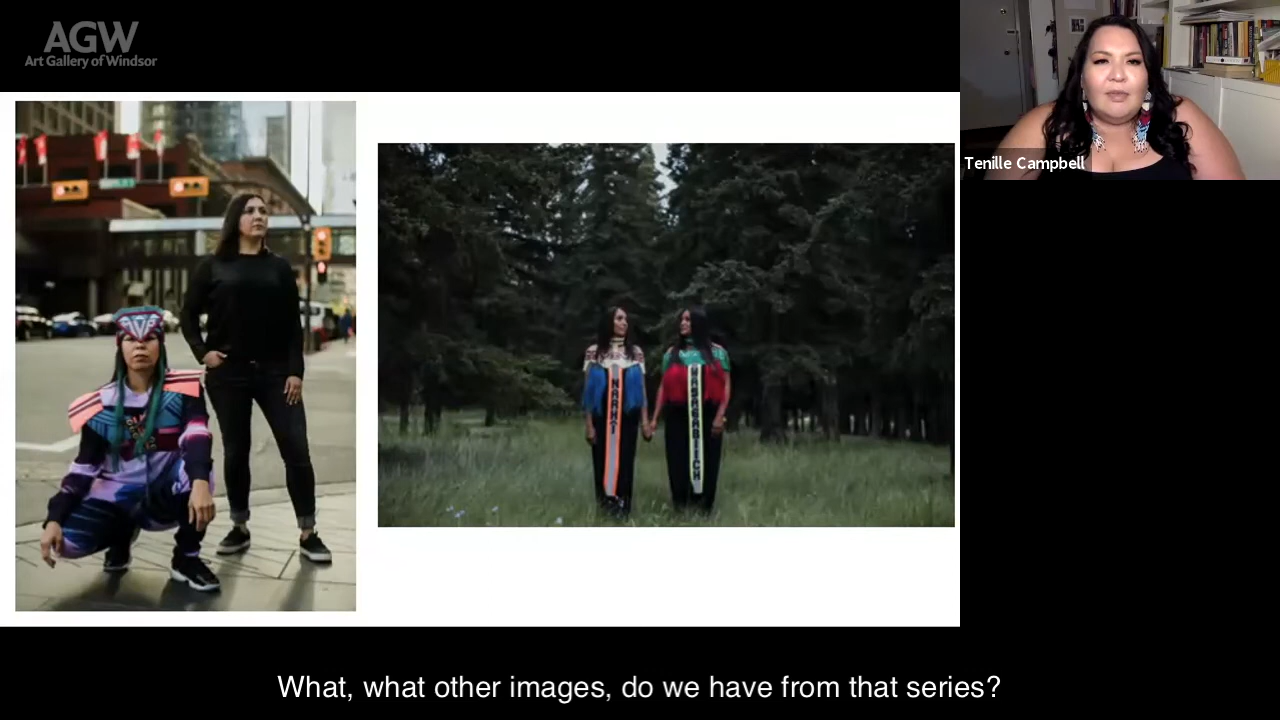 AGW
Art Gallery of Windsor
Tenille Campbell
What, what other images, do we have from that series?